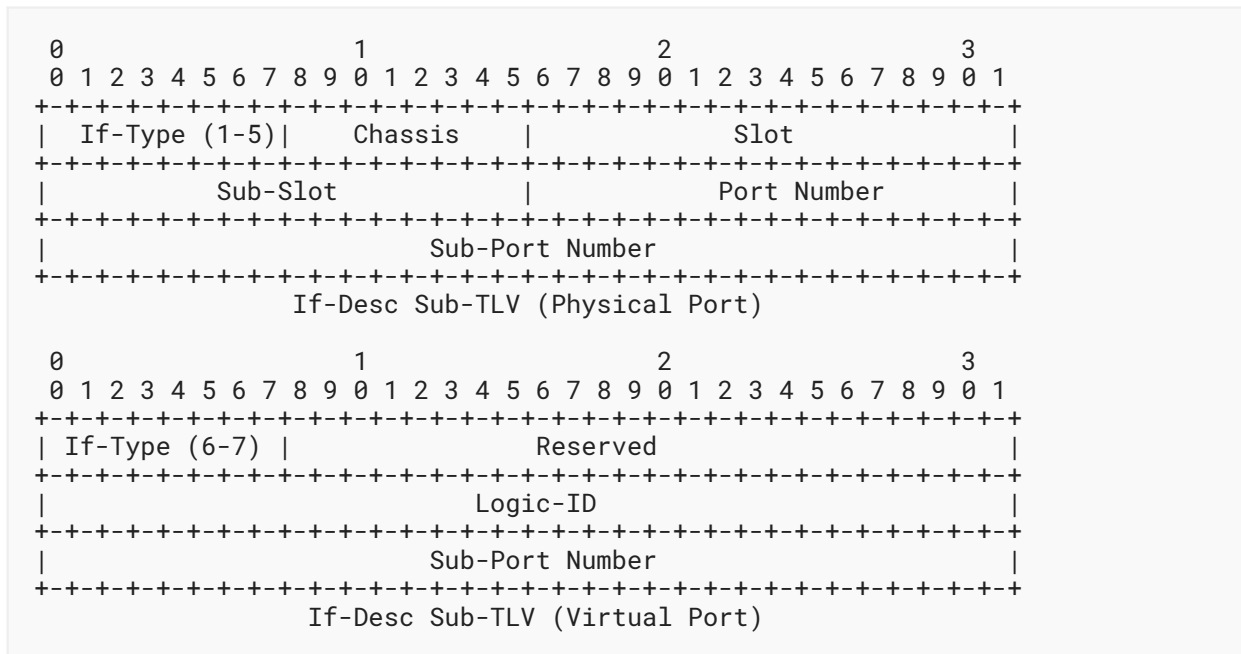 0                   1                   2                   3
 0 1 2 3 4 5 6 7 8 9 0 1 2 3 4 5 6 7 8 9 0 1 2 3 4 5 6 7 8 9 0 1
+-+-+-+-+-+-+-+-+-+-+-+-+-+-+-+-+-+-+-+-+-+-+-+-+-+-+-+-+-+-+-+-+
|  If-Type (1-5)|    Chassis    |             Slot              |
+-+-+-+-+-+-+-+-+-+-+-+-+-+-+-+-+-+-+-+-+-+-+-+-+-+-+-+-+-+-+-+-+
|           Sub-Slot            |            Port Number        |
+-+-+-+-+-+-+-+-+-+-+-+-+-+-+-+-+-+-+-+-+-+-+-+-+-+-+-+-+-+-+-+-+
|                         Sub-Port Number                       |
+-+-+-+-+-+-+-+-+-+-+-+-+-+-+-+-+-+-+-+-+-+-+-+-+-+-+-+-+-+-+-+-+
                 If-Desc Sub-TLV (Physical Port)

 0                   1                   2                   3
 0 1 2 3 4 5 6 7 8 9 0 1 2 3 4 5 6 7 8 9 0 1 2 3 4 5 6 7 8 9 0 1
+-+-+-+-+-+-+-+-+-+-+-+-+-+-+-+-+-+-+-+-+-+-+-+-+-+-+-+-+-+-+-+-+
| If-Type (6-7) |                Reserved                       |
+-+-+-+-+-+-+-+-+-+-+-+-+-+-+-+-+-+-+-+-+-+-+-+-+-+-+-+-+-+-+-+-+
|                            Logic-ID                           |
+-+-+-+-+-+-+-+-+-+-+-+-+-+-+-+-+-+-+-+-+-+-+-+-+-+-+-+-+-+-+-+-+
|                         Sub-Port Number                       |
+-+-+-+-+-+-+-+-+-+-+-+-+-+-+-+-+-+-+-+-+-+-+-+-+-+-+-+-+-+-+-+-+
                  If-Desc Sub-TLV (Virtual Port)